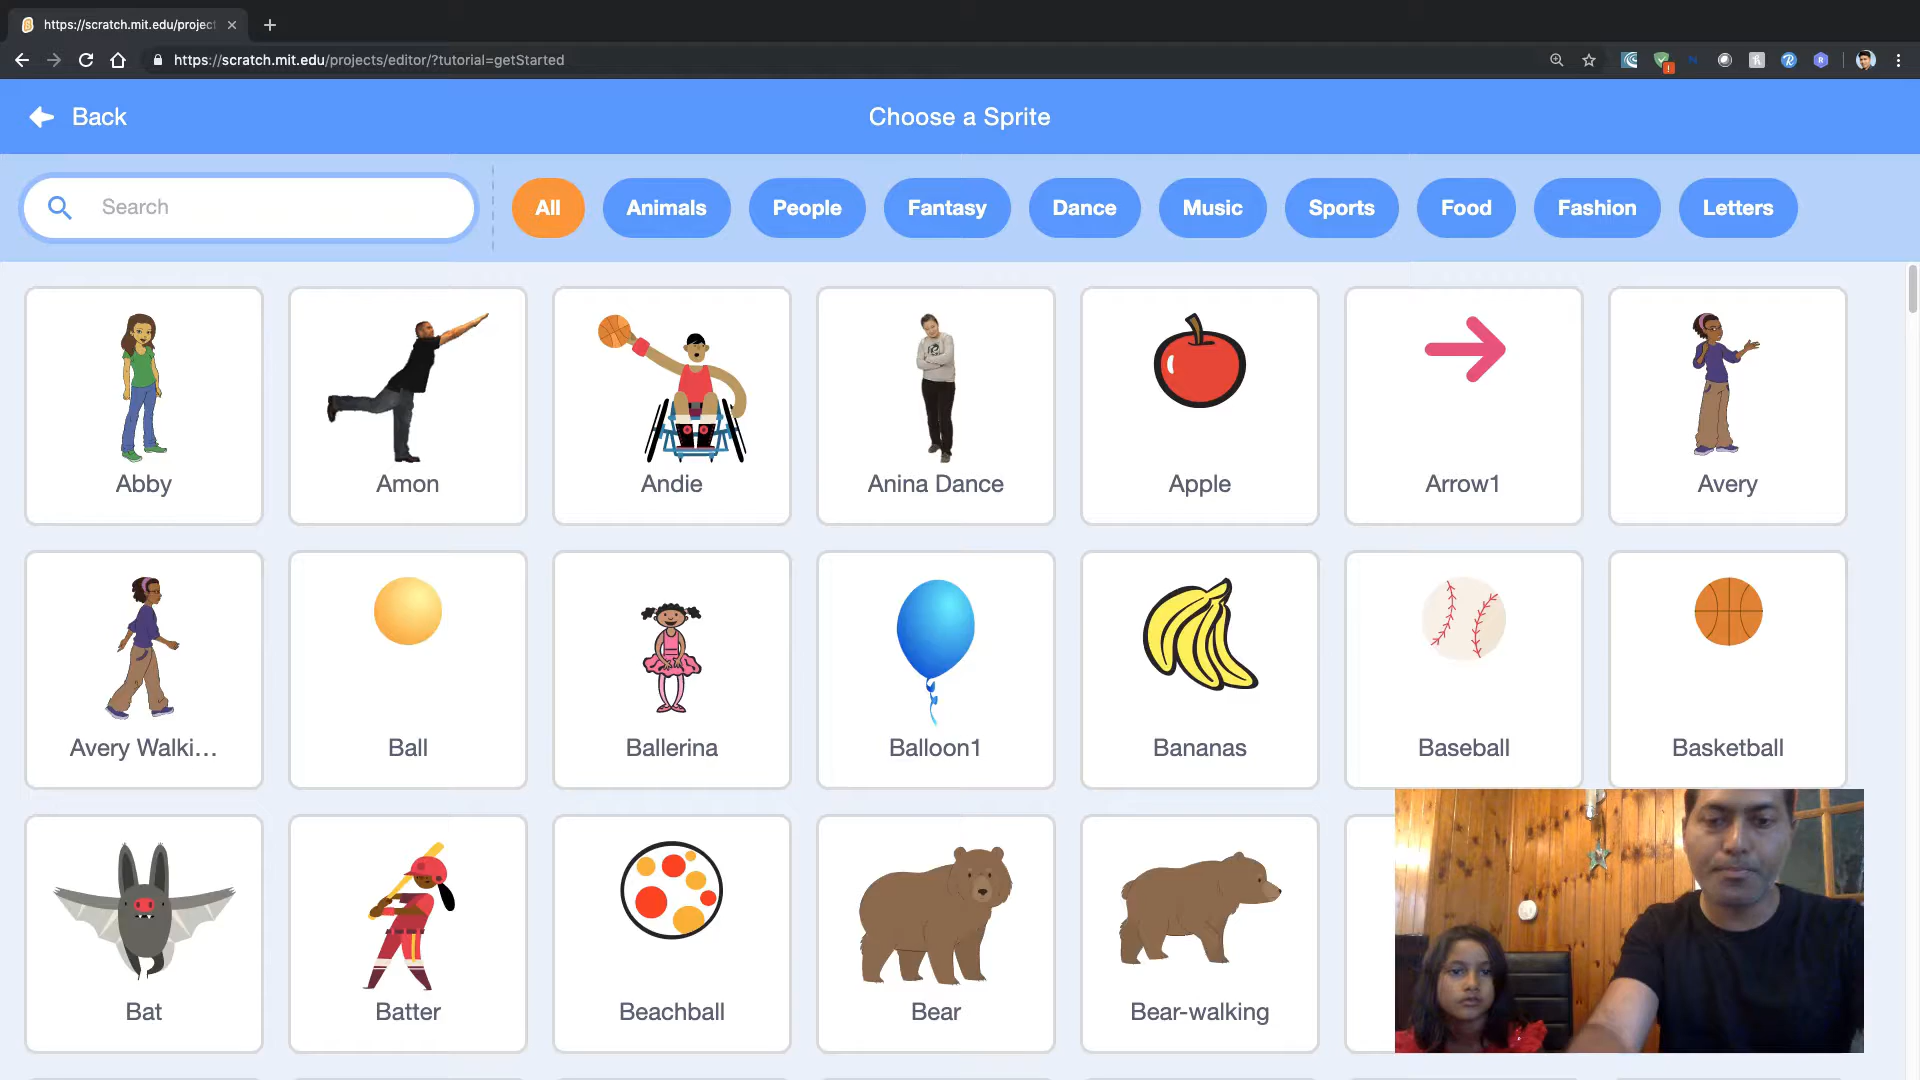 https://scratch.mit.edu/project
https://scratch.mit.edu/projects/editor/?tutorial=getStarted
Back
Choose a Sprite
Search
All
Animals
People
Fantasy
Dance
Music
Sports
Food
Fashion
Letters
Abby
Amon
Andie
Anina Dance
Apple
Arrow1
Avery
Avery Walki...
Ball
Ballerina
Balloon1
Bananas
Baseball
Basketball
Bat
Batter
Beachball
Bear
Bear-walking